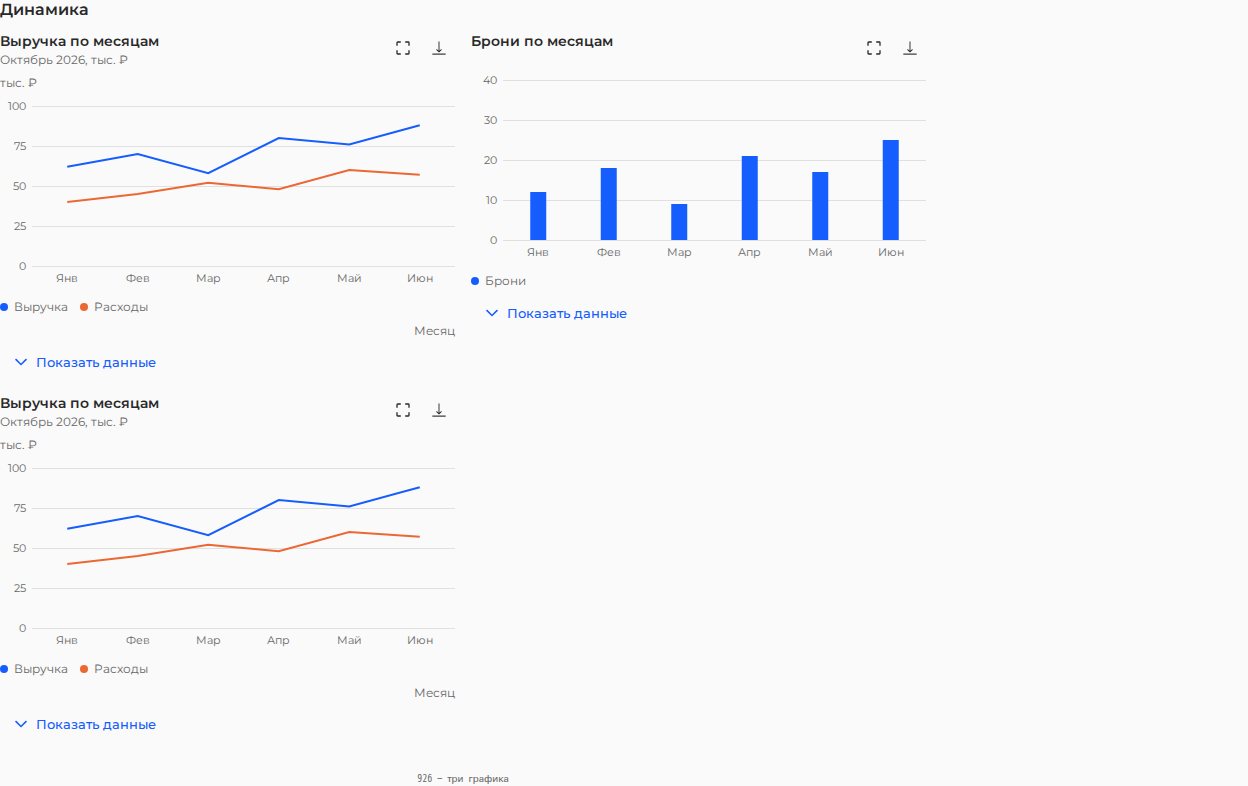 Динамика
Выручка по месяцам
Октябрь 2026, тыс. ₽
тыс. ₽
100
75
50
25
0
Янв Фев Мар Апр Май Июн
Выручка Расходы
Месяц
Показать данные
Брони по месяцам
40
30
20
10
0
Янв Фев Мар Апр Май Июн
Брони
Показать данные
Выручка по месяцам
Октябрь 2026, тыс. ₽
тыс. ₽
100
75
50
25
0
Янв Фев Мар Апр Май Июн
Выручка Расходы
Месяц
Показать данные
926 — три графика